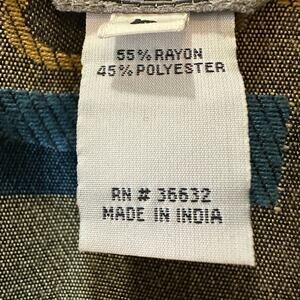 55% RAYON
45% POLYESTER
RN # 36632
MADE IN INDIA